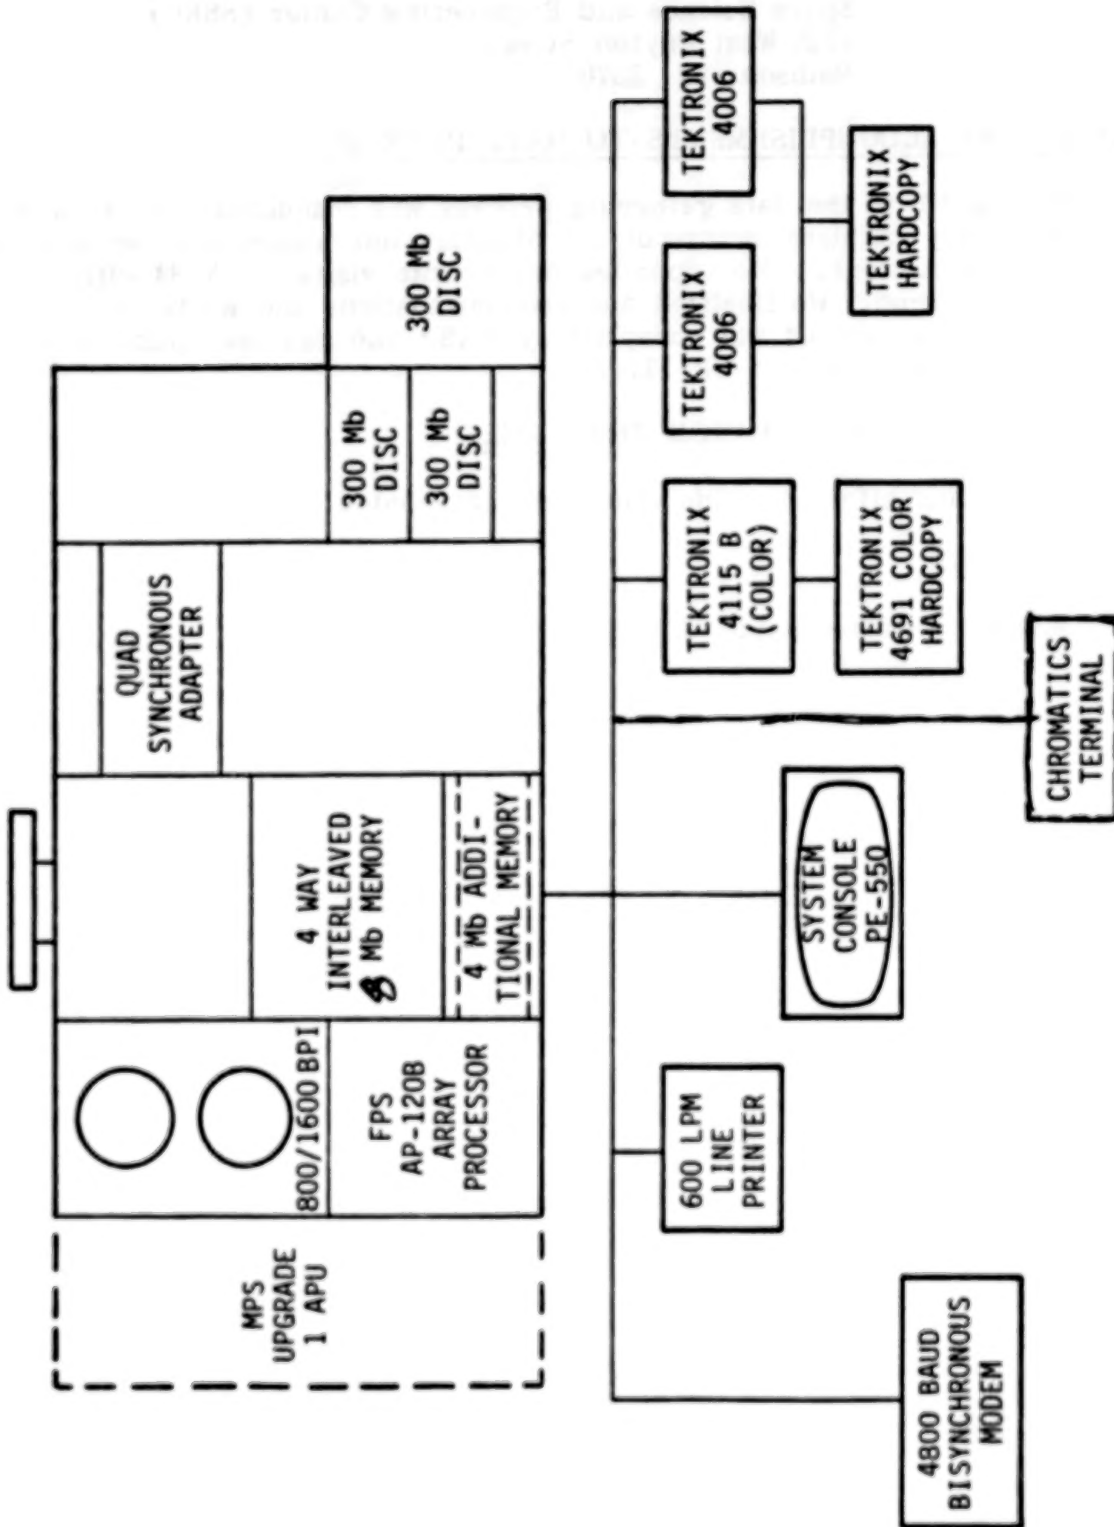 MPS
UPGRADE
1 APU
800/1600 BPI
FPS
AP-120B
ARRAY
PROCESSOR
4 WAY
INTERLEAVED
8 Mb MEMORY
4 Mb ADDI-
TIONAL MEMORY
QUAD
SYNCHRONOUS
ADAPTER
300 Mb
DISC
300 Mb
DISC
300 Mb
DISC
4800 BAUD
BISYNCHRONOUS
MODEM
600 LPM
LINE
PRINTER
SYSTEM
CONSOLE
PE-550
CHROMATICS
TERMINAL
TEKTRONIX
4115 B
(COLOR)
TEKTRONIX
4691 COLOR
HARDCOPY
TEKTRONIX
4006
TEKTRONIX
4006
TEKTRONIX
HARDCOPY